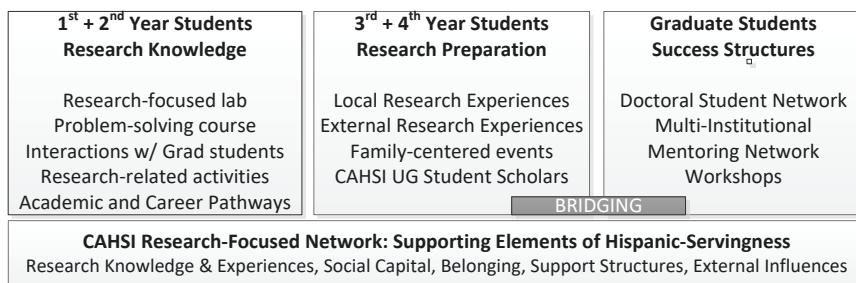 1st + 2nd Year Students
Research Knowledge
Research-focused lab
Problem-solving course
Interactions w/ Grad students
Research-related activities
Academic and Career Pathways
3rd + 4th Year Students
Research Preparation
Local Research Experiences
External Research Experiences
Family-centered events
CAHSI UG Student Scholars
Graduate Students
Success Structures
Doctoral Student Network
Multi-Institutional
Mentoring Network
Workshops
BRIDGING
CAHSI Research-Focused Network: Supporting Elements of Hispanic-Servingness
Research Knowledge & Experiences, Social Capital, Belonging, Support Structures, External Influences